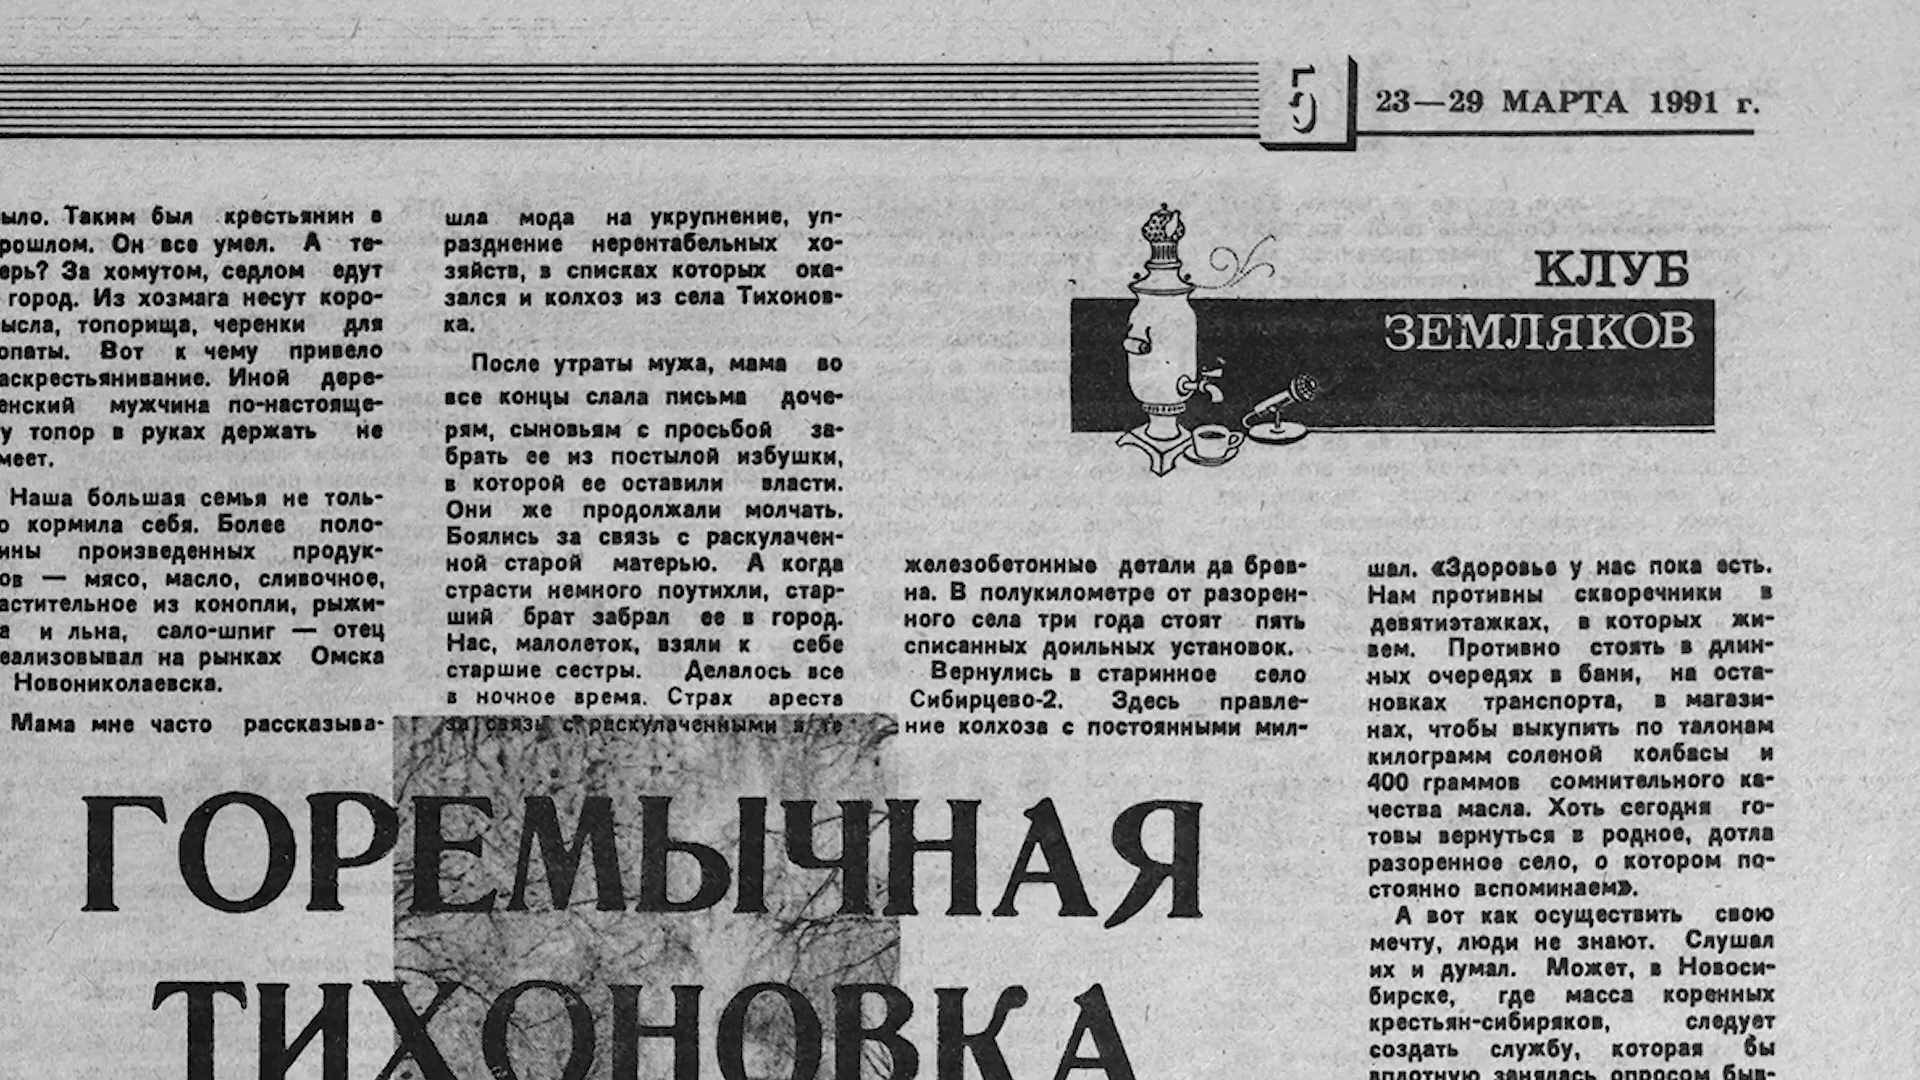 5
23—29 МАРТА 1991 г.
ыло. Таким был крестьянин в
рошлом. Он все умел. А те-
ерь? За хомутом, седлом едут
город. Из хозмага несут коро-
ысла, топорища, черенки для
опаты. Вот к чему привело
аскрестьянивание. Иной дере-
енский мужчина по-настояще-
у топор в руках держать не
меет.
Наша большая семья не толь-
о кормила себя. Более поло-
ины произведенных продук-
ов — мясо, масло, сливочное,
астительное из конопли, рыжи-
а и льна, сало-шпиг — отец
еализовывал на рынках Омска
Новониколаевска.
Мама мне часто рассказыва-
шла мода на укрупнение, уп-
разднение нерентабельных хо-
зяйств, в списках которых ока-
зался и колхоз из села Тихонов-
ка.
После утраты мужа, мама во
все концы слала письма доче-
рям, сыновьям с просьбой за-
брать ее из постылой избушки,
в которой ее оставили власти.
Они же продолжали молчать.
Боялись за связь с раскулачен-
ной старой матерью. А когда
страсти немного поутихли, стар-
ший брат забрал ее в город.
Нас, малолеток, взяли к себе
старшие сестры. Делалось все
в ночное время. Страх ареста
за связь с раскулаченными в те
КЛУБ
ЗЕМЛЯКОВ
железобетонные детали да брев-
на. В полукилометре от разорен-
ного села три года стоят пять
списанных доильных установок.
Вернулись в старинное село
Сибирцево-2. Здесь правле-
ние колхоза с постоянными мил-
шал. «Здоровье у нас пока есть.
Нам противны скворечники в
девятиэтажках, в которых жи-
вем. Противно стоять в длин-
ных очередях в бани, на оста-
новках транспорта, в магази-
нах, чтобы выкупить по талонам
килограмм соленой колбасы и
400 граммов сомнительного ка-
чества масла. Хоть сегодня го-
товы вернуться в родное, дотла
разоренное село, о котором по-
стоянно вспоминаем».
А вот как осуществить свою
мечту, люди не знают. Слушал
их и думал. Может, в Новоси-
бирске, где масса коренных
крестьян-сибиряков, следует
создать службу, которая бы
вплотную занялась опросом быв-
ГОРЕМЫЧНАЯ
ТИХОНОВКА